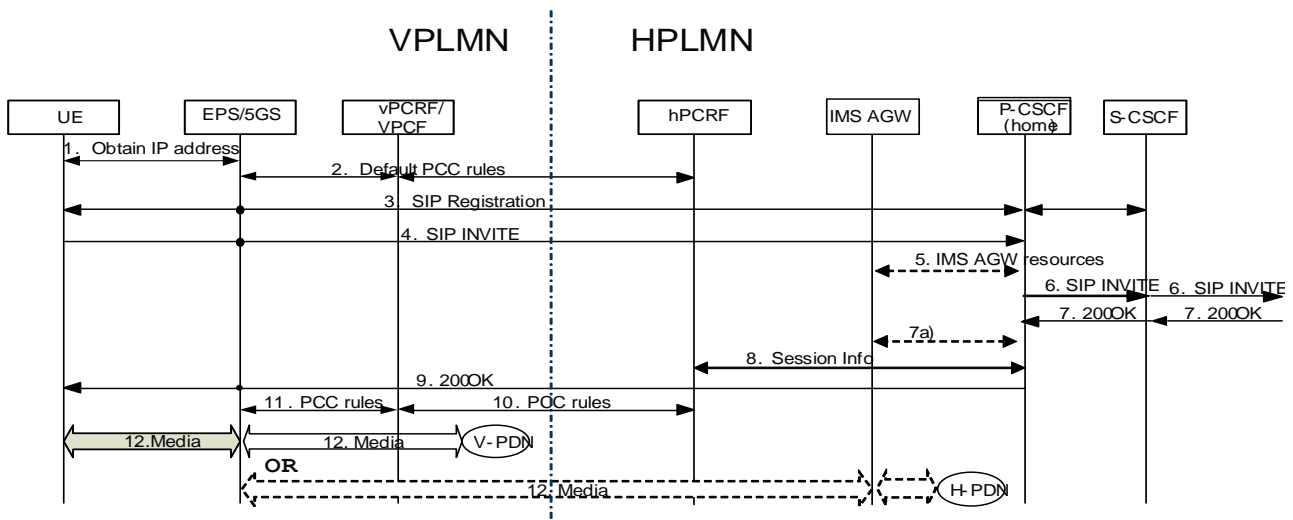 VPLMN HPLMN
UE
EPS/5GS
vPCRF/
VPCF
hPCRF
IMS AGW
P-CSCF
(home)
S-CSCF
1. Obtain IP address
2. Default PCC rules
3. SIP Registration
4. SIP INVITE
5. IMS AGW resources
6. SIP INVITE
6. SIP INVITE
7. 200OK
7. 200OK
7a)
8. Session Info
9. 200OK
11. PCC rules
10. PCC rules
12.Media
12. Media
V-PDN
OR
12. Media
H-PDN